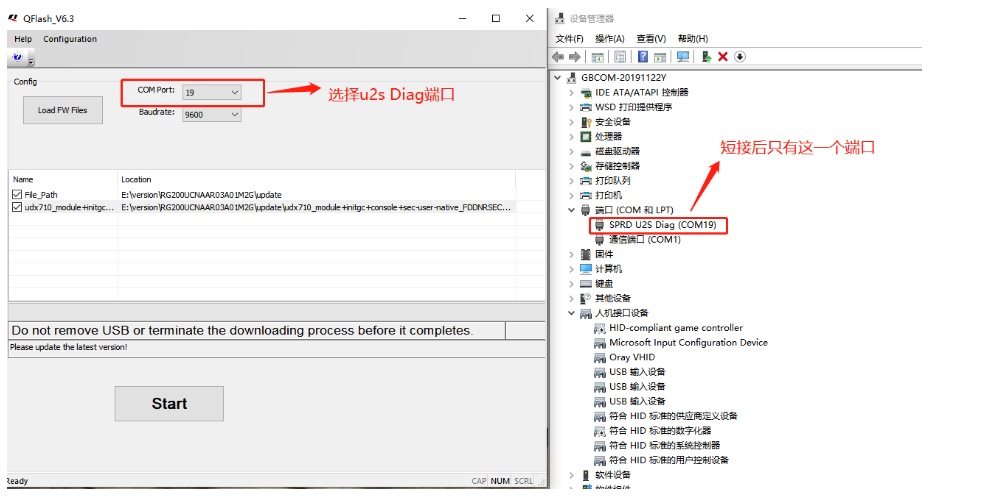 QFlash_V6.3
Help Configuration
Config
Load FW Files
COM Port:
19
Baudrate:
9600
选择u2s Diag端口
Name Location
File_Path E:\version\RG200UCNAAR03A01M2G\update
udx710_module+initgc... E:\version\RG200UCNAAR03A01M2G\update\udx710_module+initgc+console+sec-user-native_FDDNRSEC...
Do not remove USB or terminate the downloading process before it completes.
Please update the latest version!
Start
Ready
CAP NUM SCRL
设备管理器
文件(F) 操作(A) 查看(V) 帮助(H)
GBCOM-20191122Y
IDE ATA/ATAPI 控制器
WSD 打印提供程序
安全设备
处理器
磁盘驱动器
存储控制器
打印队列
打印机
端口 (COM 和 LPT)
SPRD U2S Diag (COM19)
通信端口 (COM1)
固件
计算机
键盘
其他设备
人机接口设备
HID-compliant game controller
Microsoft Input Configuration Device
Oray VHID
USB 输入设备
USB 输入设备
USB 输入设备
符合 HID 标准的供应商定义设备
符合 HID 标准的数字化器
符合 HID 标准的系统控制器
符合 HID 标准的用户控制设备
软件设备
短接后只有这一个端口